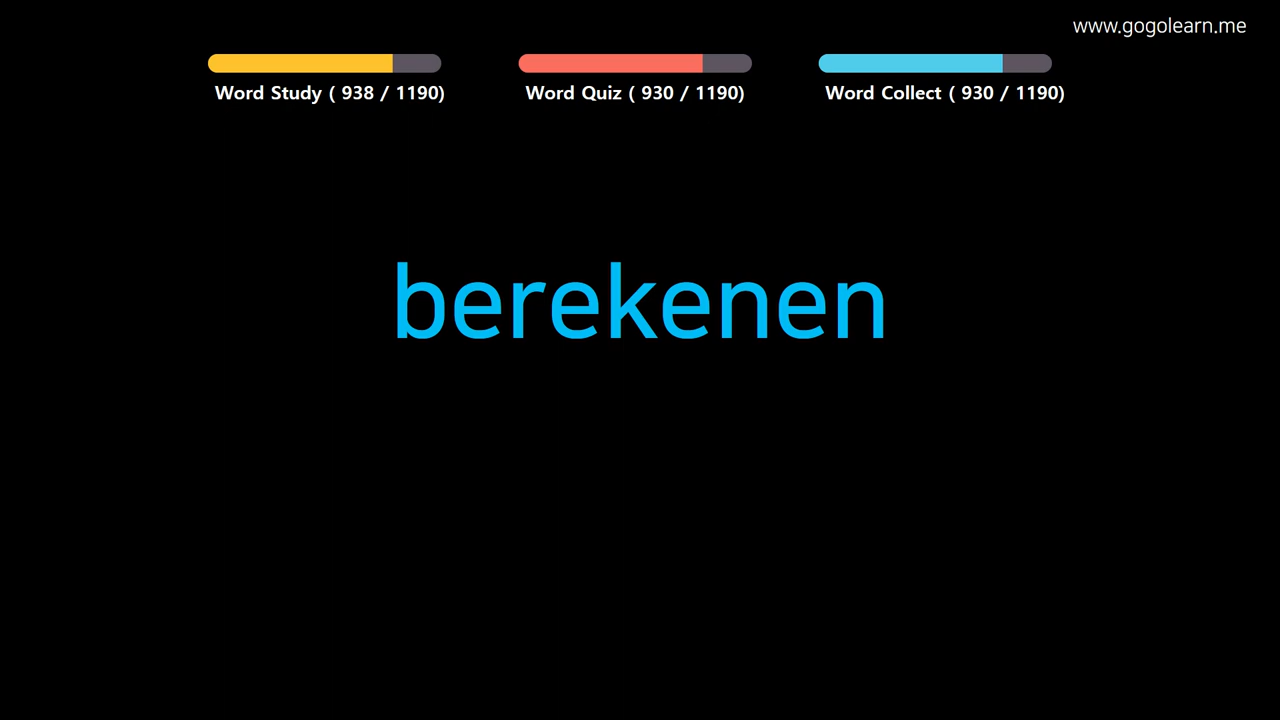 www.gogolearn.me
Word Study ( 938 / 1190)
Word Quiz ( 930 / 1190)
Word Collect ( 930 / 1190)
berekenen